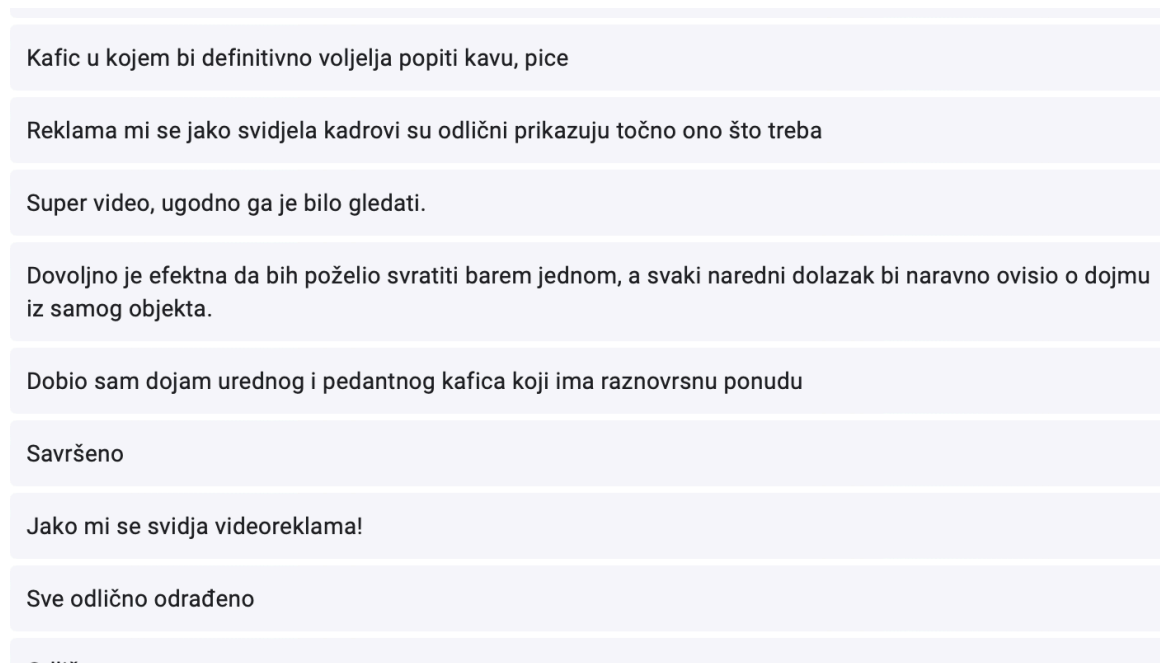 Kafic u kojem bi definitivno voljelja popiti kavu, pice
Reklama mi se jako svidjela kadrovi su odlični prikazuju točno ono što treba
Super video, ugodno ga je bilo gledati.
Dovoljno je efektna da bih poželio svratiti barem jednom, a svaki naredni dolazak bi naravno ovisio o dojmu
iz samog objekta.
Dobio sam dojam urednog i pedantnog kafica koji ima raznovrsnu ponudu
Savršeno
Jako mi se svidja videoreklama!
Sve odlično odrađeno